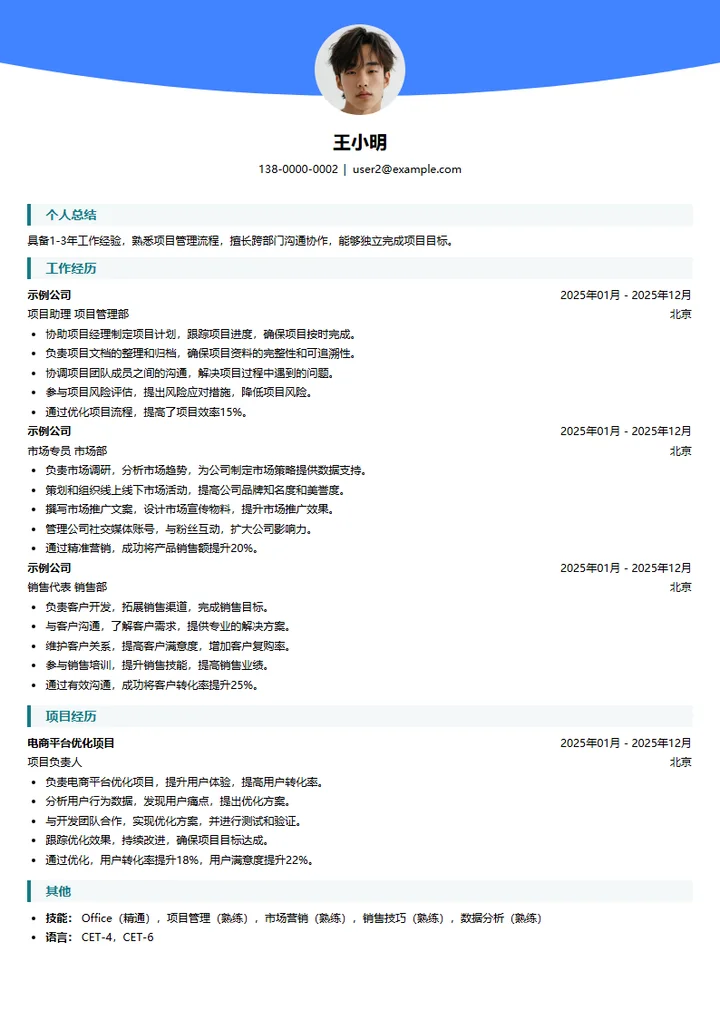 王小明
138-0000-0002 | user2@example.com
个人总结
具备1-3年工作经验，熟悉项目管理流程，擅长跨部门沟通协作，能够独立完成项目目标。
工作经历
示例公司 2025年01月 - 2025年12月
项目助理 项目管理部 北京
• 协助项目经理制定项目计划，跟踪项目进度，确保项目按时完成。
• 负责项目文档的整理和归档，确保项目资料的完整性和可追溯性。
• 协调项目团队成员之间的沟通，解决项目过程中遇到的问题。
• 参与项目风险评估，提出风险应对措施，降低项目风险。
• 通过优化项目流程，提高了项目效率15%。
示例公司 2025年01月 - 2025年12月
市场专员 市场部 北京
• 负责市场调研，分析市场趋势，为公司制定市场策略提供数据支持。
• 策划和组织线上线下市场活动，提高公司品牌知名度和美誉度。
• 撰写市场推广文案，设计市场宣传物料，提升市场推广效果。
• 管理公司社交媒体账号，与粉丝互动，扩大公司影响力。
• 通过精准营销，成功将产品销售额提升20%。
示例公司 2025年01月 - 2025年12月
销售代表 销售部 北京
• 负责客户开发，拓展销售渠道，完成销售目标。
• 与客户沟通，了解客户需求，提供专业的解决方案。
• 维护客户关系，提高客户满意度，增加客户复购率。
• 参与销售培训，提升销售技能，提高销售业绩。
• 通过有效沟通，成功将客户转化率提升25%。
项目经历
电商平台优化项目 2025年01月 - 2025年12月
项目负责人 北京
• 负责电商平台优化项目，提升用户体验，提高用户转化率。
• 分析用户行为数据，发现用户痛点，提出优化方案。
• 与开发团队合作，实现优化方案，并进行测试和验证。
• 跟踪优化效果，持续改进，确保项目目标达成。
• 通过优化，用户转化率提升18%，用户满意度提升22%。
其他
• 技能： Office（精通）, 项目管理（熟练）, 市场营销（熟练）, 销售技巧（熟练）, 数据分析（熟练）
• 语言： CET-4，CET-6